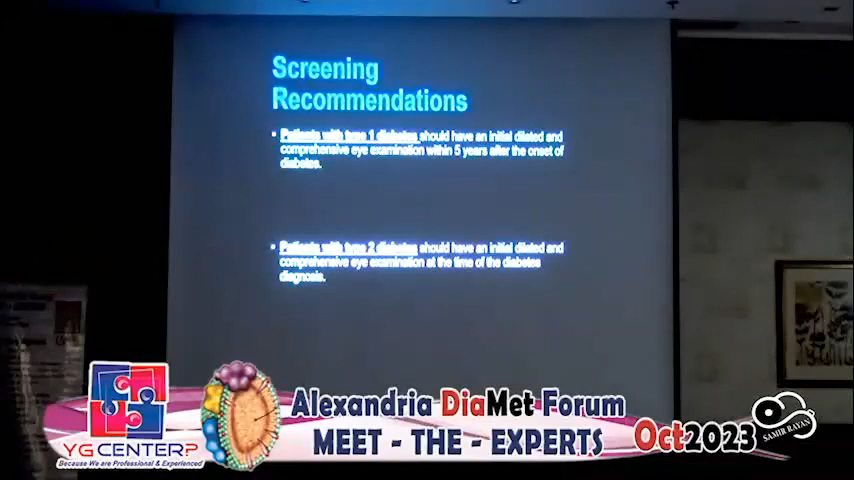 Screening
Recommendations
• Patients with type 1 diabetes should have an initial dilated and
comprehensive eye examination within 5 years after the onset of
diabetes.
• Patients with type 2 diabetes should have an initial dilated and
comprehensive eye examination at the time of the diabetes
diagnosis.
Alexandria DiaMet Forum
MEET - THE - EXPERTS
Oct2023
SAMIR RAYAN
YG CENTERP
Because We are Professional & Experienced